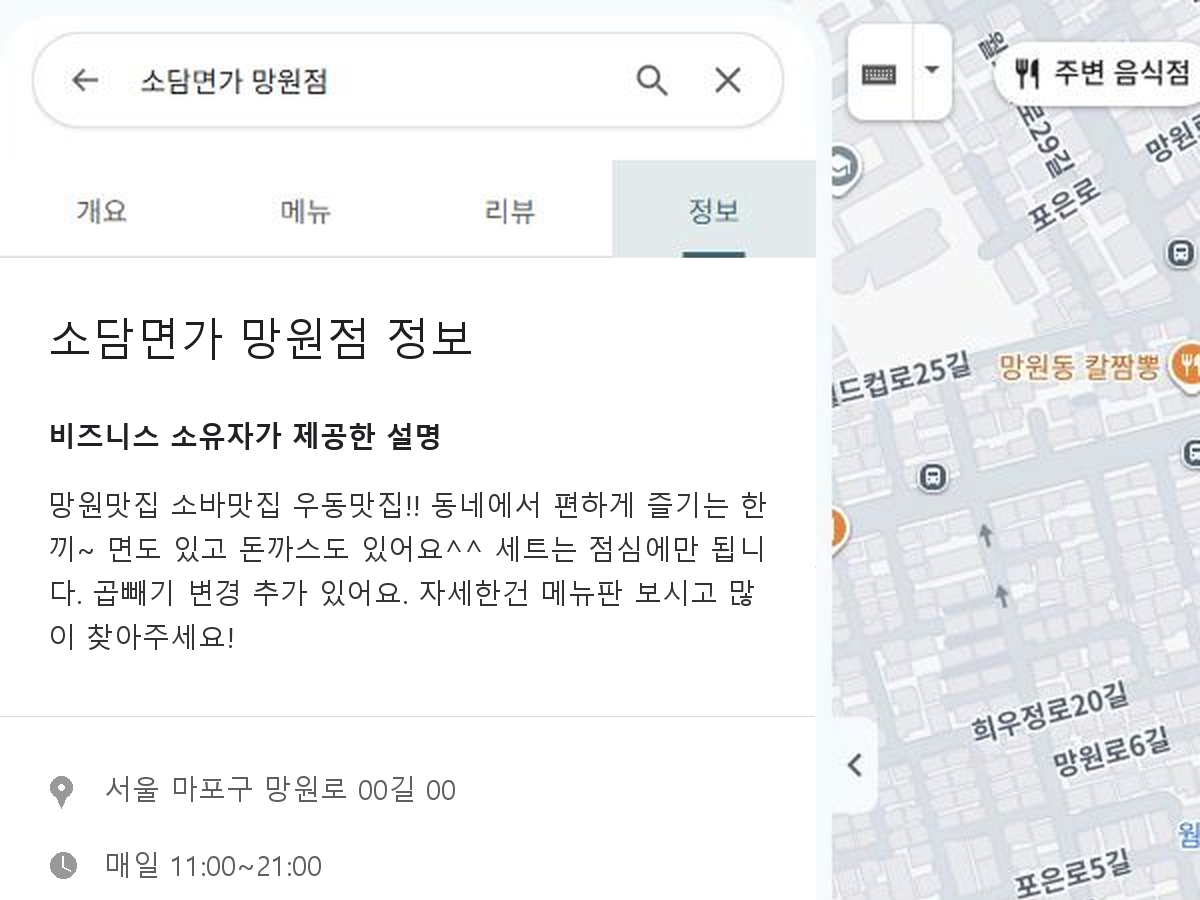 소담면가 망원점
개요 메뉴 리뷰 정보
소담면가 망원점 정보
비즈니스 소유자가 제공한 설명
망원맛집 소바맛집 우동맛집!! 동네에서 편하게 즐기는 한
끼~ 면도 있고 돈까스도 있어요^^ 세트는 점심에만 됩니
다. 곱빼기 변경 추가 있어요. 자세한건 메뉴판 보시고 많
이 찾아주세요!
서울 마포구 망원로 00길 00
매일 11:00~21:00
주변 음식점
로29길
포은로
드컵로25길
망원동 칼짬뽕
희우정로20길
망원로6길
포은로5길